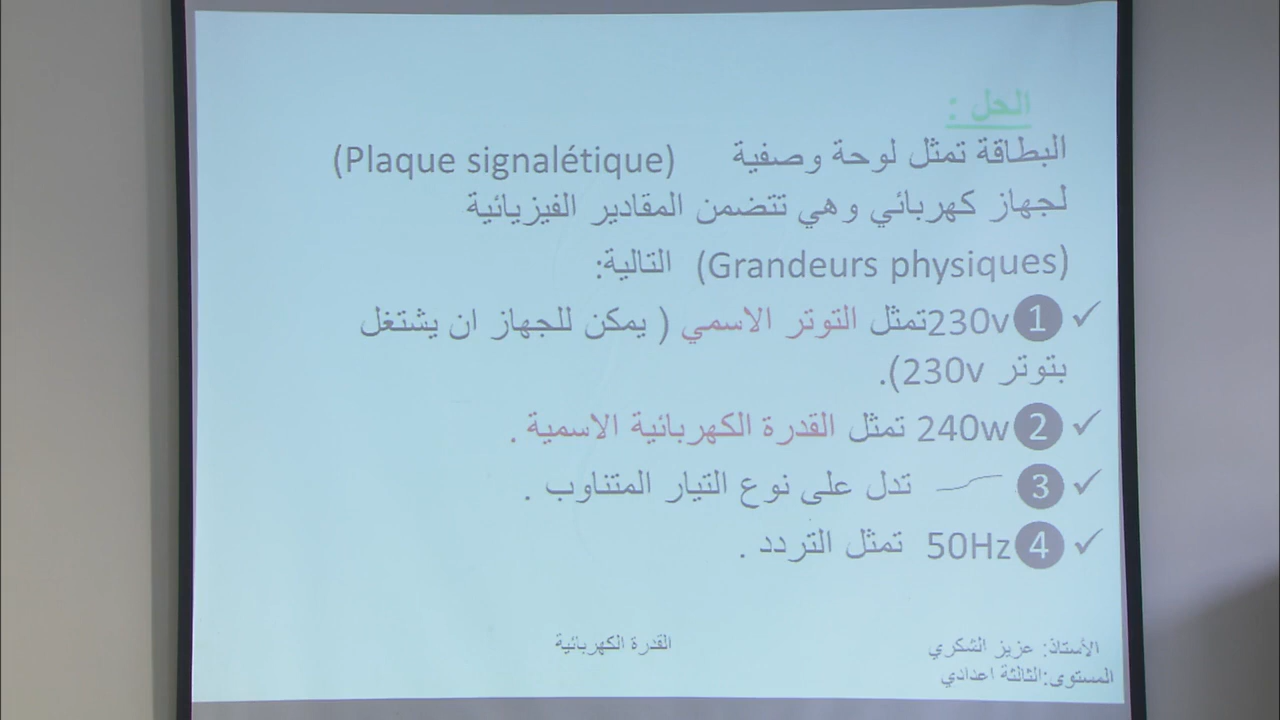 الحل :
البطاقة تمثل لوحة وصفية (Plaque signalétique)
لجهاز كهربائي وهي تتضمن المقادير الفيزيائية
(Grandeurs physiques) التالية:
✓ 1 230v تمثل التوتر الاسمي ( يمكن للجهاز ان يشتغل
بتوتر 230v).
✓ 2 240w تمثل القدرة الكهربائية الاسمية .
✓ 3 تدل على نوع التيار المتناوب .
✓ 4 50Hz تمثل التردد .
الأستاذ: عزيز الشكري
القدرة الكهربائية
المستوى:الثالثة اعدادي